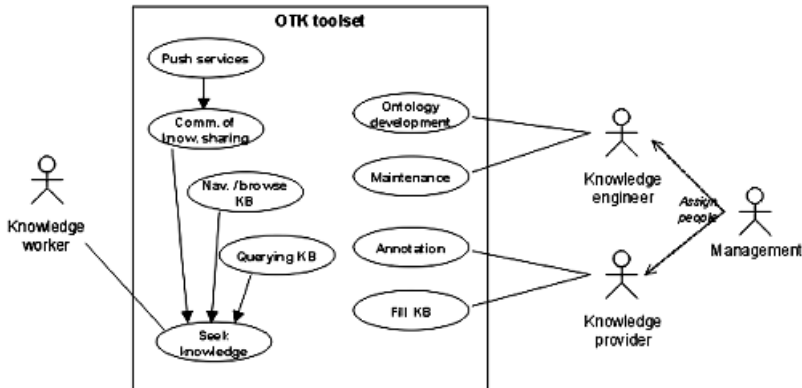 OTK toolset
Push services
Comm. of
know. sharing
Nav. /browse
KB
Querying KB
Seek
knowledge
Ontology
development
Maintenance
Annotation
Fill KB
Knowledge
worker
Knowledge
engineer
Assign
people
Management
Knowledge
provider